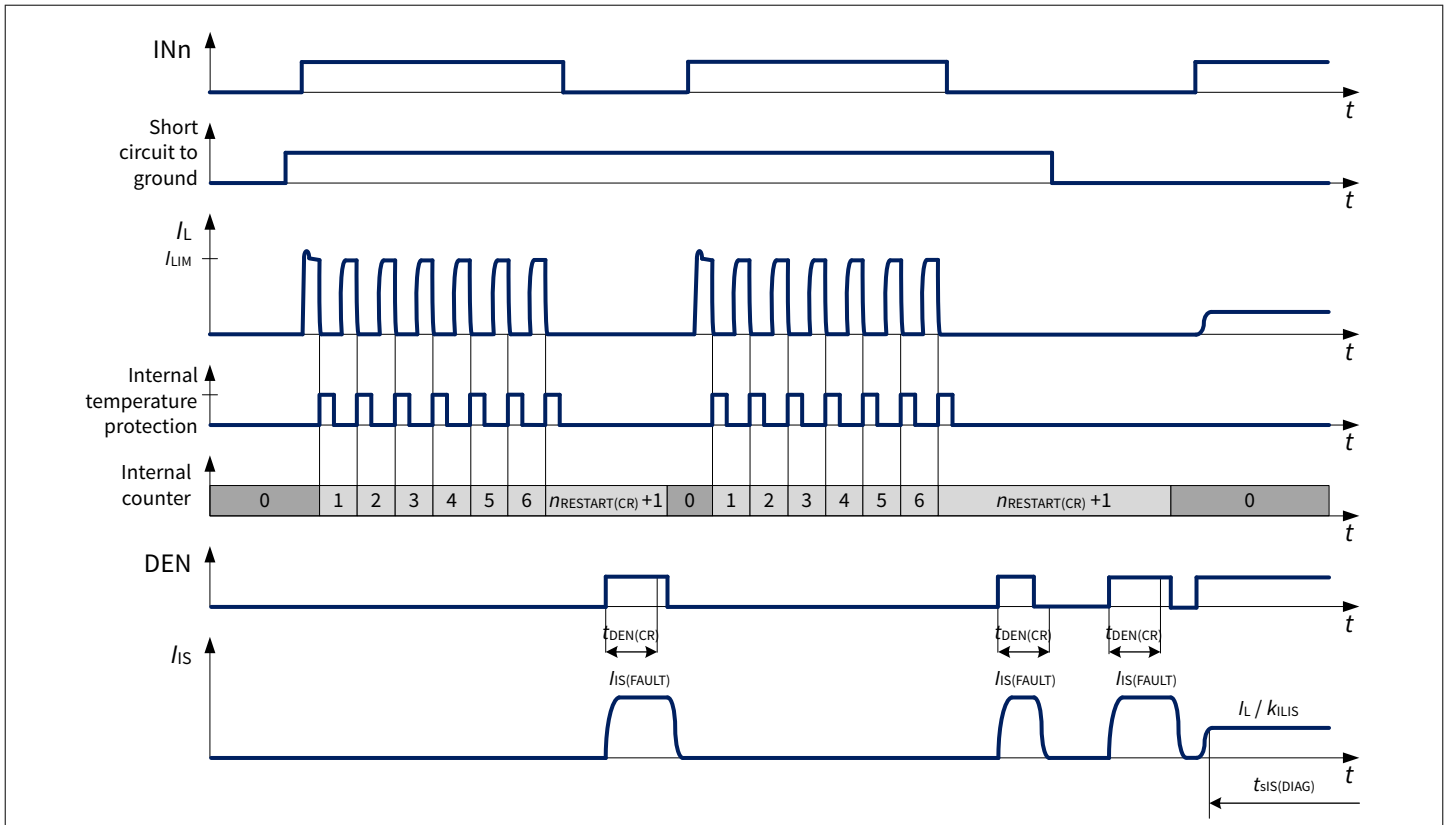 INn
t
Short
circuit to
ground
t
IL
ILIM
t
Internal
temperature
protection
t
Internal
counter
0 1 2 3 4 5 6 nRESTART(CR) +1 0 1 2 3 4 5 6 nRESTART(CR) +1 0
t
DEN
t
tDEN(CR) tDEN(CR) tDEN(CR)
IIS
IIS(FAULT) IIS(FAULT) IIS(FAULT)
IL / kILIS
t
tsIS(DIAG)